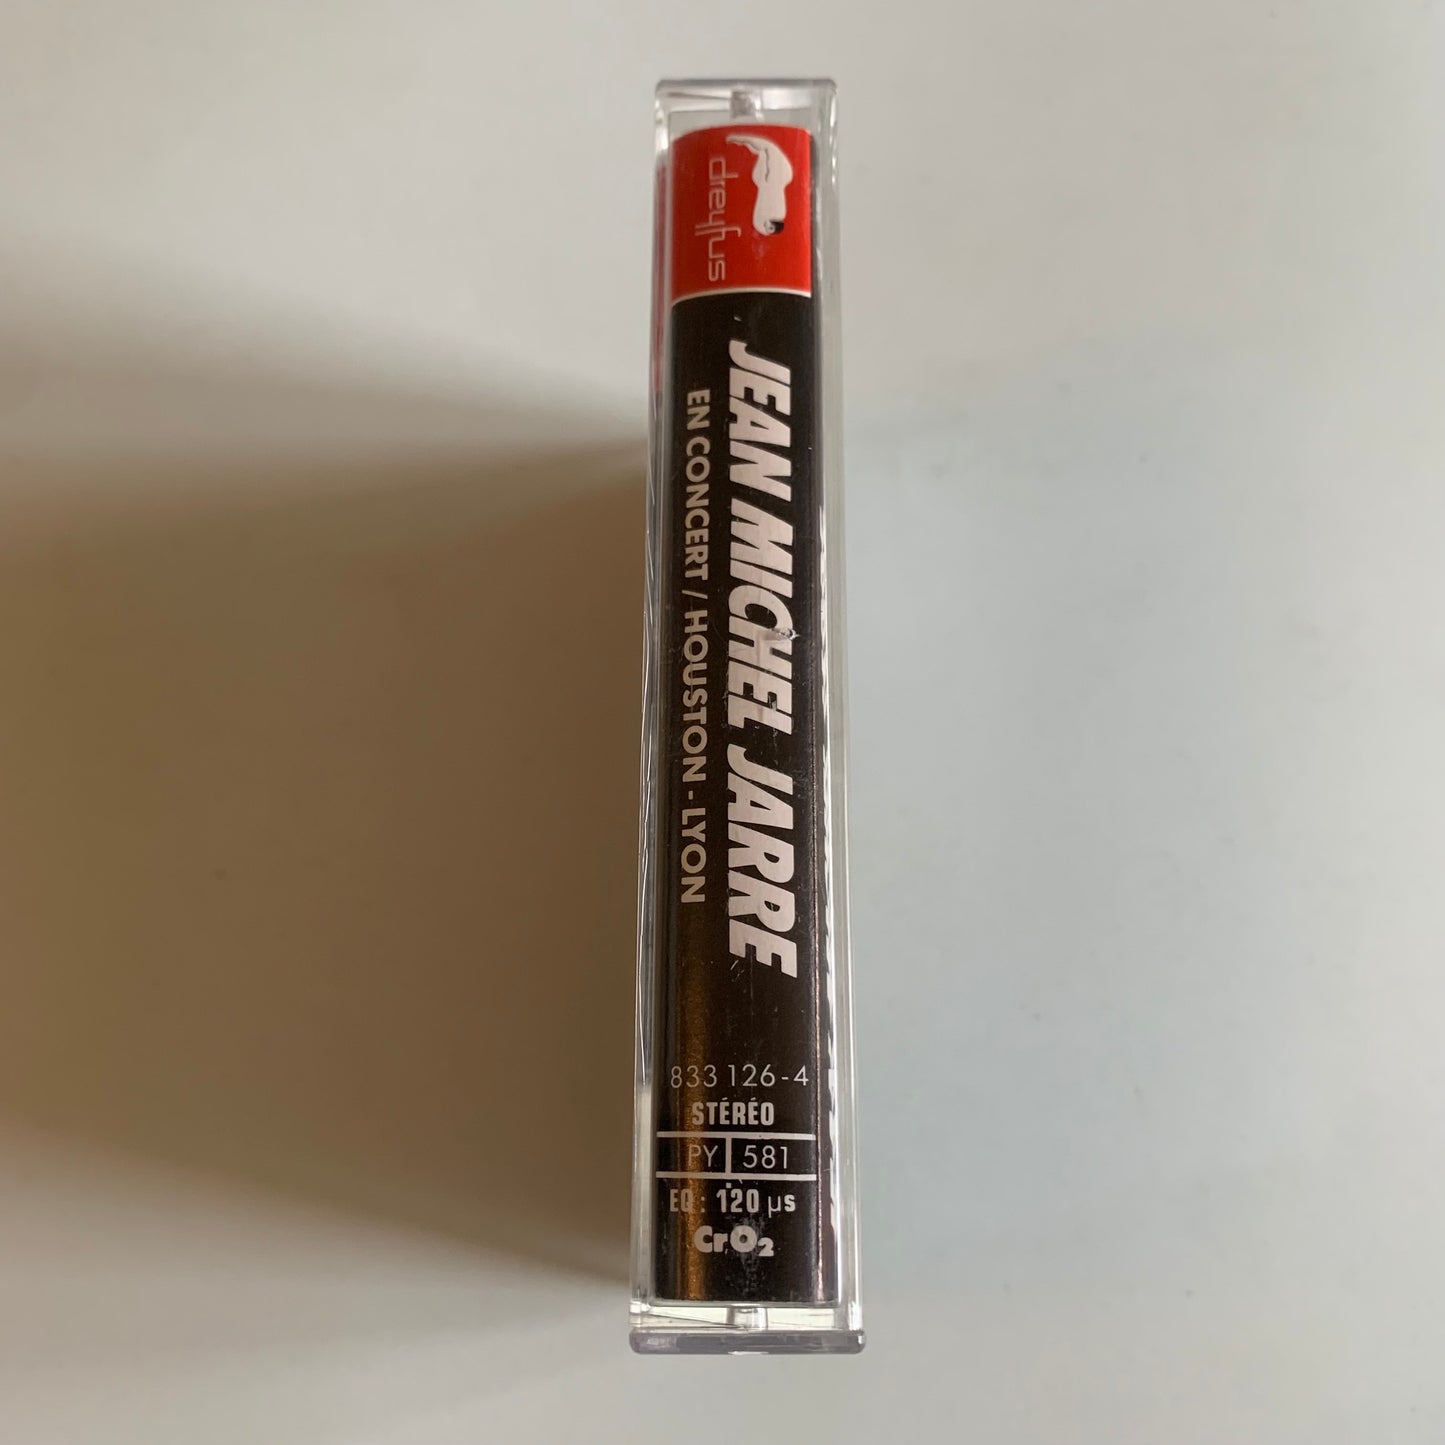 dreyfus
JEAN MICHEL JARRE
EN CONCERT / HOUSTON - LYON
833 126-4
STÉRÉO
PY 581
EQ : 120 µs
CrO2